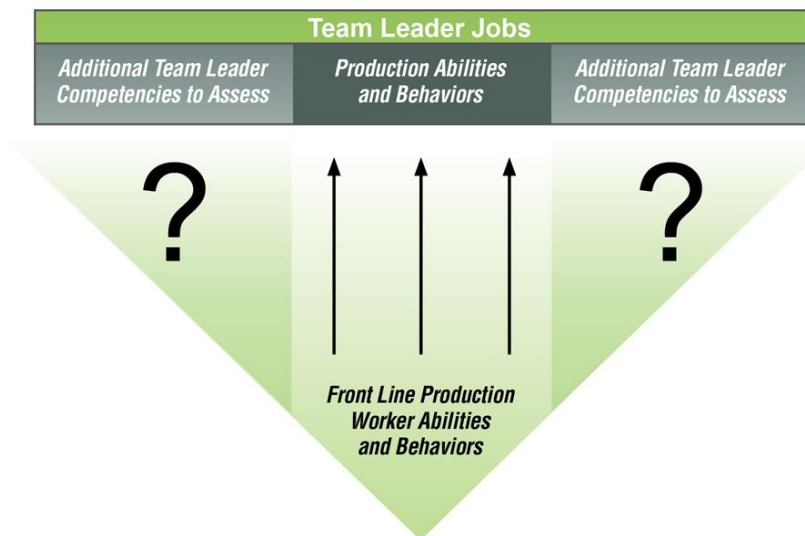 Team Leader Jobs
Additional Team Leader
Competencies to Assess
Production Abilities
and Behaviors
Additional Team Leader
Competencies to Assess
?
?
Front Line Production
Worker Abilities
and Behaviors